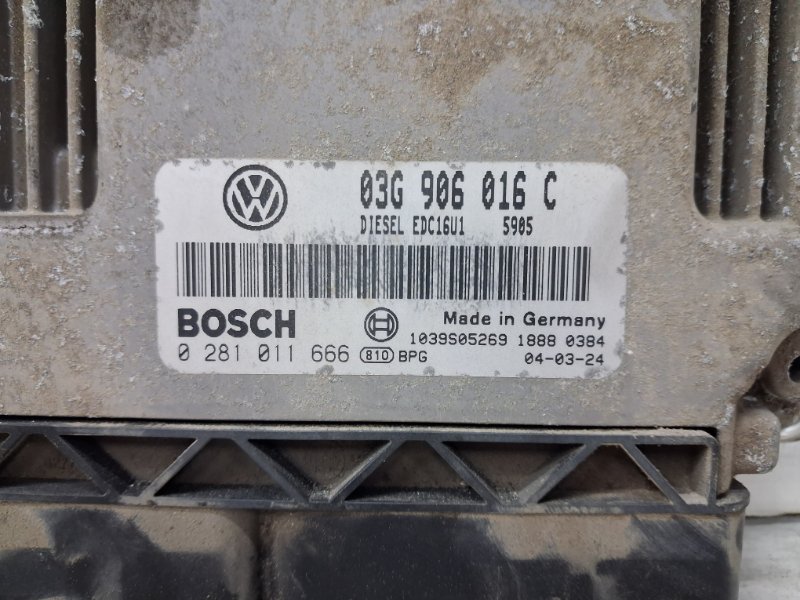 VW
03G 906 016 C
DIESEL EDC16U1 5905
BOSCH
Made in Germany
1039S05269 1888 0384
0 281 011 666 810 BPG 04-03-24